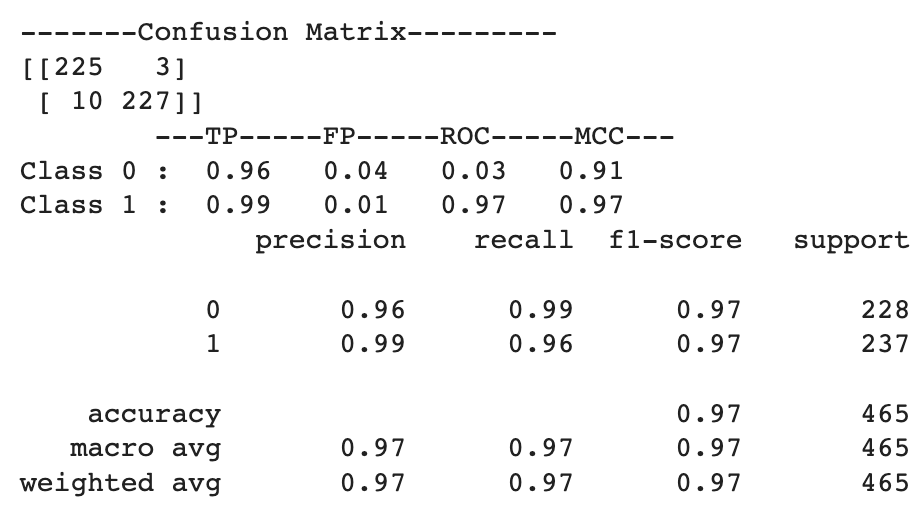 -------Confusion Matrix---------
[[225   3]
 [ 10 227]]
        ---TP-----FP-----ROC-----MCC---
Class 0 :  0.96   0.04   0.03   0.91
Class 1 :  0.99   0.01   0.97   0.97
              precision    recall  f1-score   support

           0       0.96      0.99      0.97       228
           1       0.99      0.96      0.97       237

    accuracy                           0.97       465
   macro avg       0.97      0.97      0.97       465
weighted avg       0.97      0.97      0.97       465